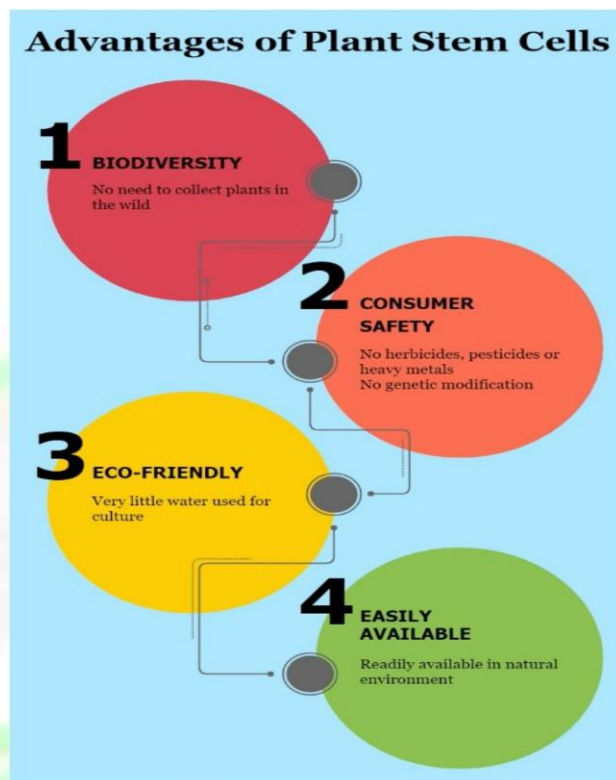 Advantages of Plant Stem Cells
1
BIODIVERSITY
No need to collect plants in
the wild
2
CONSUMER
SAFETY
No herbicides, pesticides or
heavy metals
No genetic modification
3
ECO-FRIENDLY
Very little water used for
culture
4
EASILY
AVAILABLE
Readily available in natural
environment